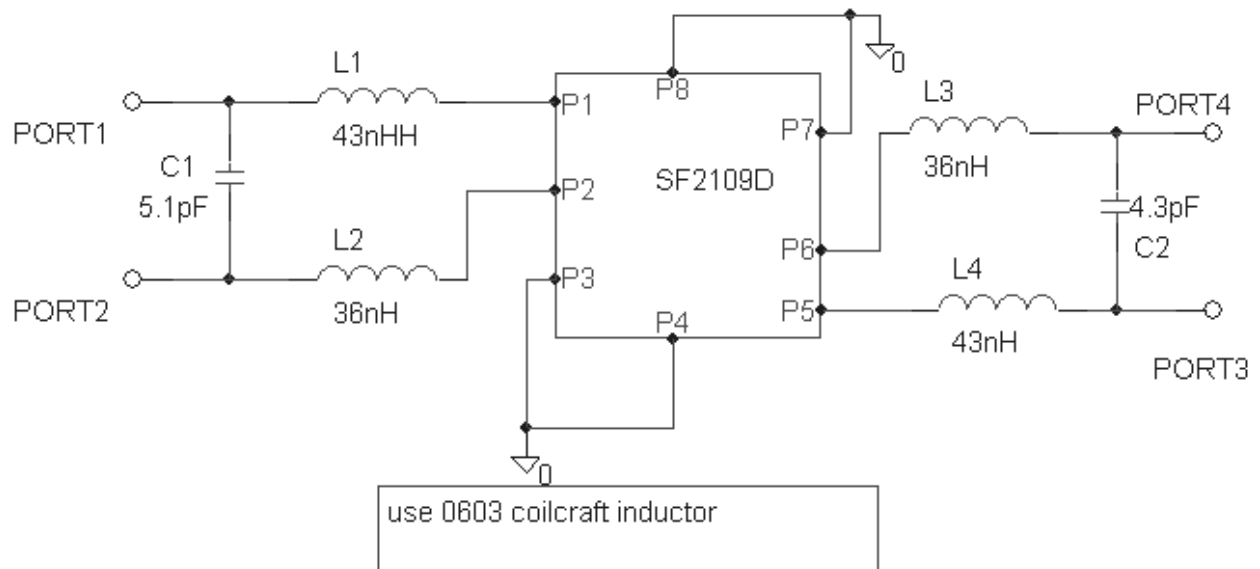 L1
43nHH
PORT1
C1
5.1pF
L2
36nH
PORT2
P1
P2
P3
P4
P5
P6
P7
P8
SF2109D
0
L3
36nH
PORT4
4.3pF
C2
L4
43nH
PORT3
0
use 0603 coilcraft inductor